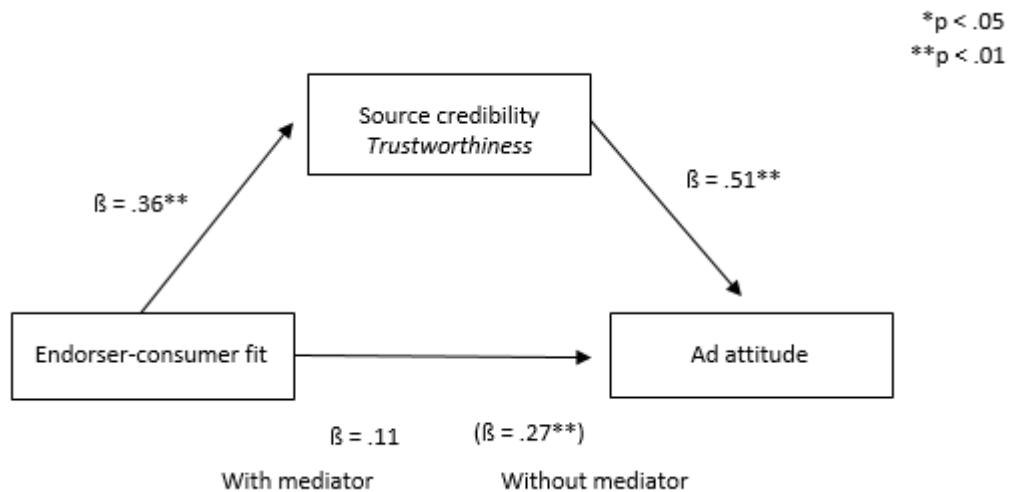 *p < .05
**p < .01
Source credibility
Trustworthiness
ß = .36**
ß = .51**
Endorser-consumer fit
Ad attitude
ß = .11
(ß = .27**)
With mediator
Without mediator